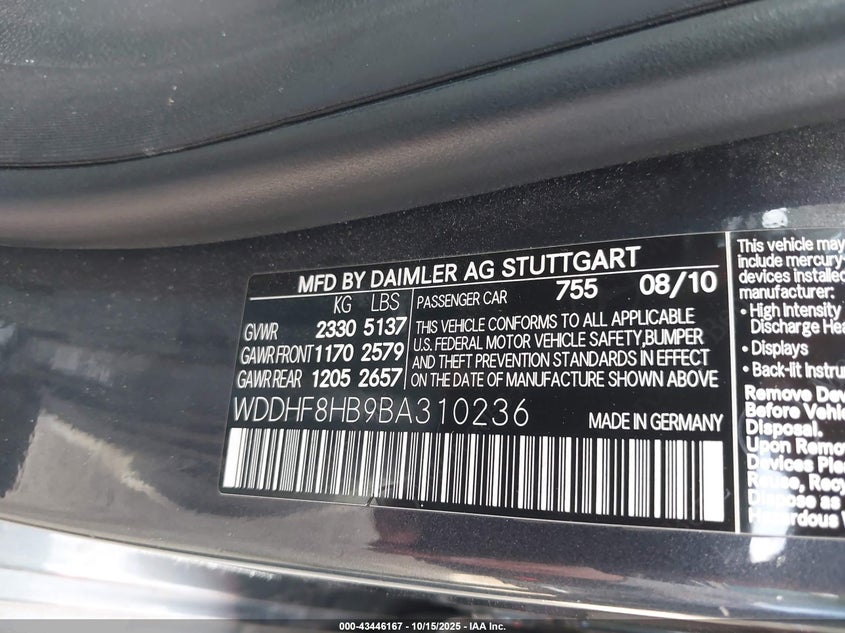 MFD BY DAIMLER AG STUTTGART
KG LBS
GVWR 2330 5137
GAWR FRONT 1170 2579
GAWR REAR 1205 2657
PASSENGER CAR 755 08/10
THIS VEHICLE CONFORMS TO ALL APPLICABLE
U.S. FEDERAL MOTOR VEHICLE SAFETY,BUMPER
AND THEFT PREVENTION STANDARDS IN EFFECT
ON THE DATE OF MANUFACTURE SHOWN ABOVE
WDDHF8HB9BA310236
MADE IN GERMANY
This vehicle may
include mercury-
devices installed
manufacturer:
• High Intensity
Discharge Hea
• Displays
• Back-lit Instrum
Remove Dev
Before Vehic
Disposal.
Upon Remov
Devices Plea
Reuse, Recy
Dispose as
Hazardous W
000-43446167 - 10/15/2025 - IAA Inc.